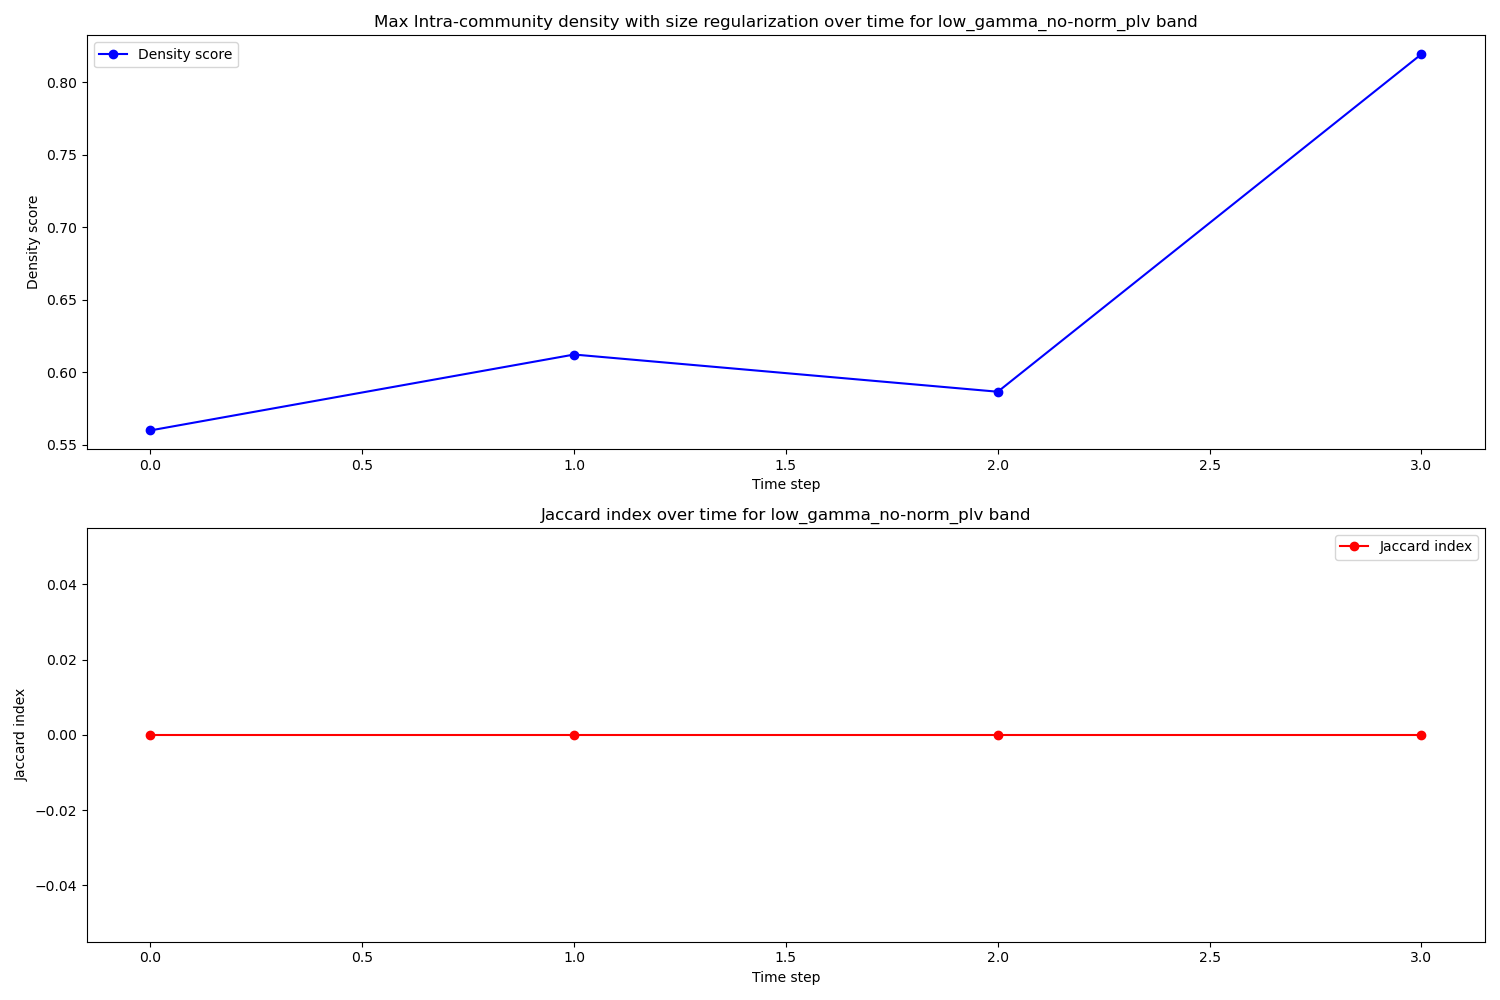 Max Intra-community density with size regularization over time for low_gamma_no-norm_plv band
Density score
0.80
0.75
0.70
0.65
0.60
0.55
Density score
0.0 0.5 1.0 1.5 2.0 2.5 3.0
Time step
Jaccard index over time for low_gamma_no-norm_plv band
Jaccard index
0.04
0.02
0.00
−0.02
−0.04
Jaccard index
0.0 0.5 1.0 1.5 2.0 2.5 3.0
Time step